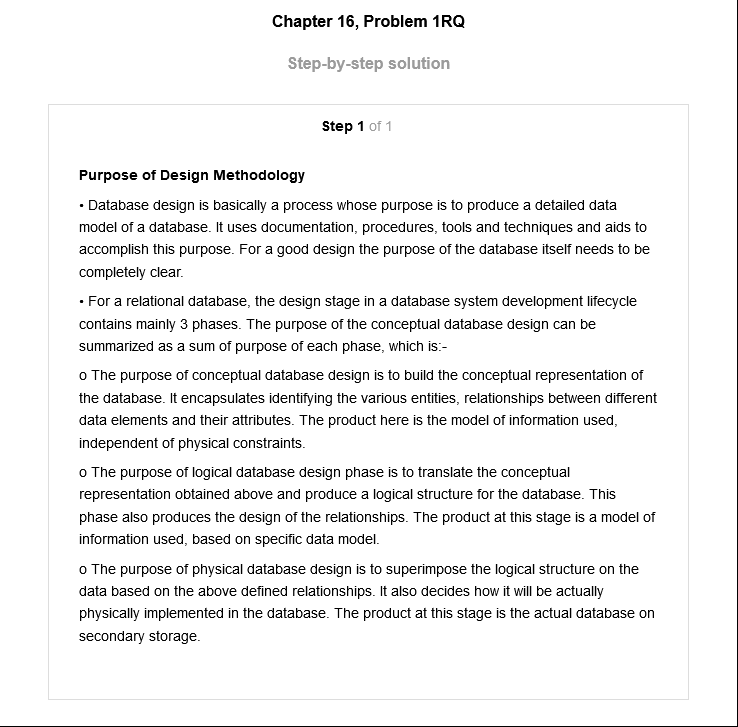 Chapter 16, Problem 1RQ
Step-by-step solution
Step 1 of 1
Purpose of Design Methodology
• Database design is basically a process whose purpose is to produce a detailed data
model of a database. It uses documentation, procedures, tools and techniques and aids to
accomplish this purpose. For a good design the purpose of the database itself needs to be
completely clear.
• For a relational database, the design stage in a database system development lifecycle
contains mainly 3 phases. The purpose of the conceptual database design can be
summarized as a sum of purpose of each phase, which is:-
o The purpose of conceptual database design is to build the conceptual representation of
the database. It encapsulates identifying the various entities, relationships between different
data elements and their attributes. The product here is the model of information used,
independent of physical constraints.
o The purpose of logical database design phase is to translate the conceptual
representation obtained above and produce a logical structure for the database. This
phase also produces the design of the relationships. The product at this stage is a model of
information used, based on specific data model.
o The purpose of physical database design is to superimpose the logical structure on the
data based on the above defined relationships. It also decides how it will be actually
physically implemented in the database. The product at this stage is the actual database on
secondary storage.